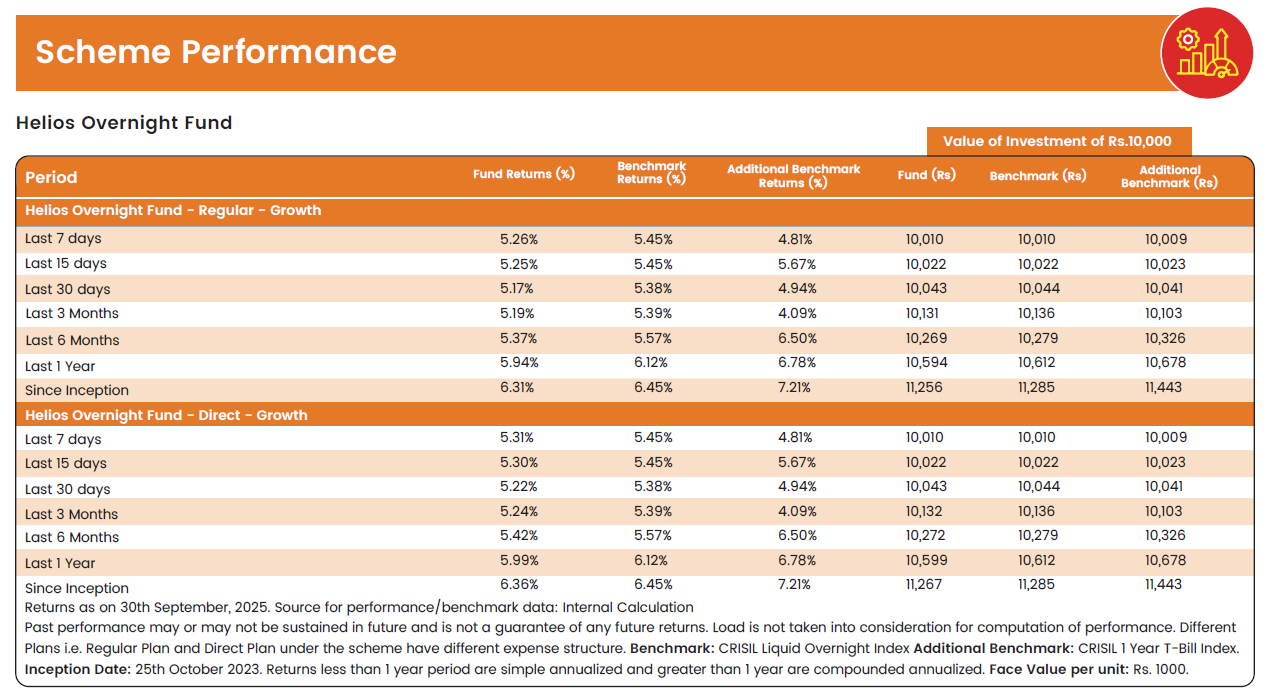 Scheme Performance
Helios Overnight Fund
Value of Investment of Rs.10,000
Period Fund Returns (%) Benchmark Returns (%) Additional Benchmark Returns (%) Fund (Rs) Benchmark (Rs) Additional Benchmark (Rs)
Helios Overnight Fund - Regular - Growth
Last 7 days 5.26% 5.45% 4.81% 10,010 10,010 10,009
Last 15 days 5.25% 5.45% 5.67% 10,022 10,022 10,023
Last 30 days 5.17% 5.38% 4.94% 10,043 10,044 10,041
Last 3 Months 5.19% 5.39% 4.09% 10,131 10,136 10,103
Last 6 Months 5.37% 5.57% 6.50% 10,269 10,279 10,326
Last 1 Year 5.94% 6.12% 6.78% 10,594 10,612 10,678
Since Inception 6.31% 6.45% 7.21% 11,256 11,285 11,443
Helios Overnight Fund - Direct - Growth
Last 7 days 5.31% 5.45% 4.81% 10,010 10,010 10,009
Last 15 days 5.30% 5.45% 5.67% 10,022 10,022 10,023
Last 30 days 5.22% 5.38% 4.94% 10,043 10,044 10,041
Last 3 Months 5.24% 5.39% 4.09% 10,132 10,136 10,103
Last 6 Months 5.42% 5.57% 6.50% 10,272 10,279 10,326
Last 1 Year 5.99% 6.12% 6.78% 10,599 10,612 10,678
Since Inception 6.36% 6.45% 7.21% 11,267 11,285 11,443
Returns as on 30th September, 2025. Source for performance/benchmark data: Internal Calculation
Past performance may or may not be sustained in future and is not a guarantee of any future returns. Load is not taken into consideration for computation of performance. Different
Plans i.e. Regular Plan and Direct Plan under the scheme have different expense structure. Benchmark: CRISIL Liquid Overnight Index Additional Benchmark: CRISIL 1 Year T-Bill Index.
Inception Date: 25th October 2023. Returns less than 1 year period are simple annualized and greater than 1 year are compounded annualized. Face Value per unit: Rs. 1000.